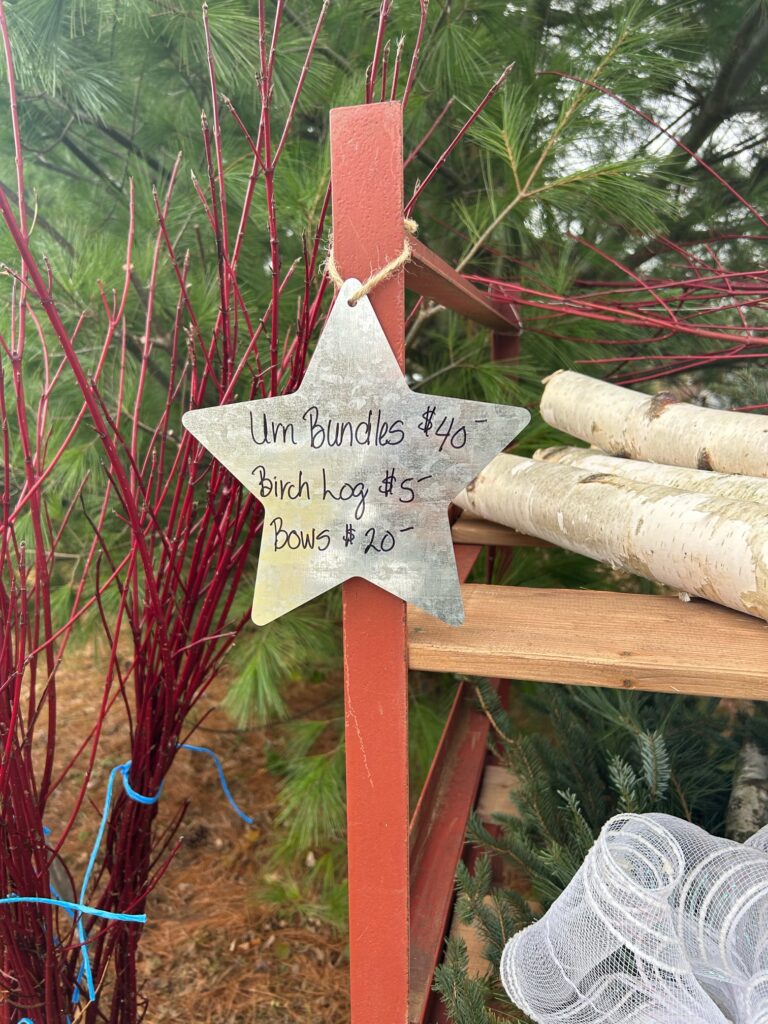 Urn Bundles $40-
Birch Log $5-
Bows $20-